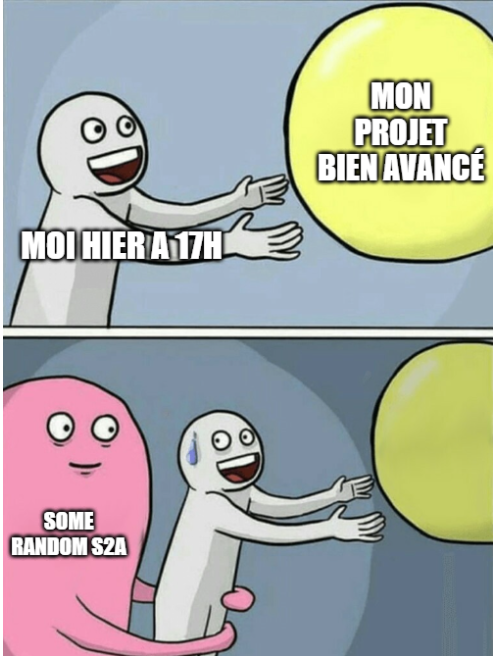 MON
PROJET
BIEN AVANCÉ
MOI HIER A 17H
SOME
RANDOM S2A